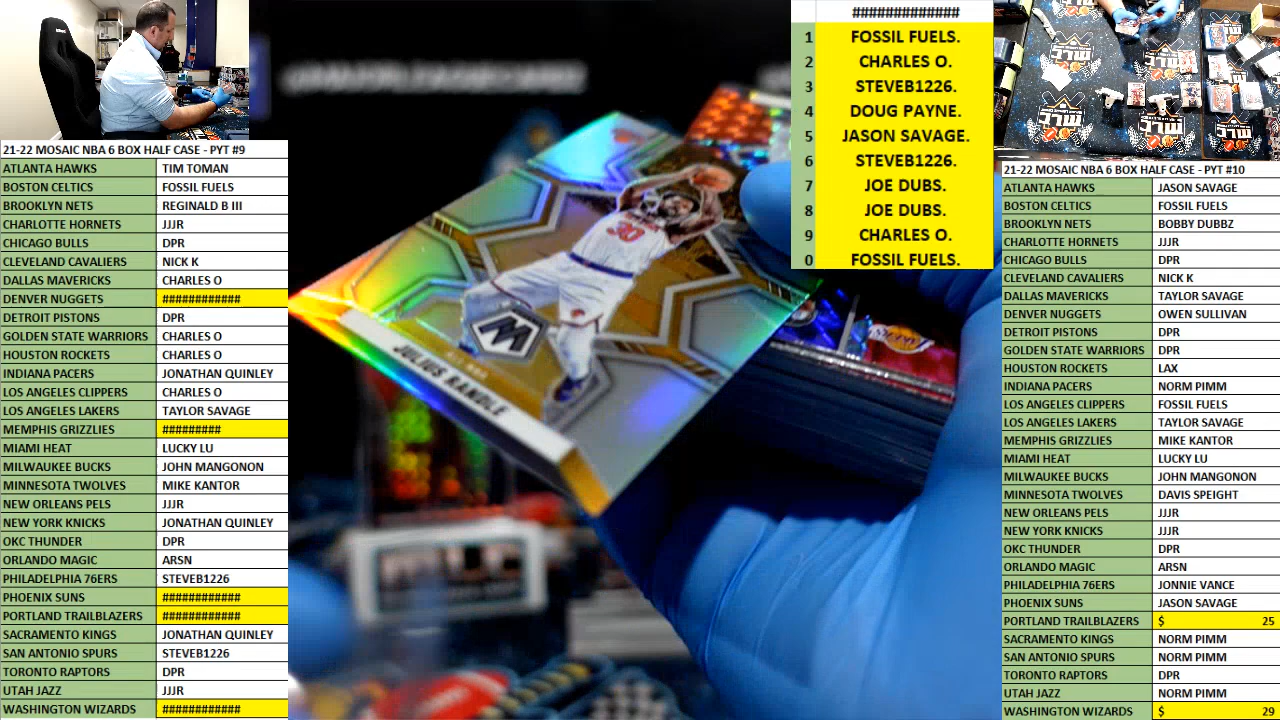 #############
1 FOSSIL FUELS.
2 CHARLES O.
3 STEVEB1226.
4 DOUG PAYNE.
5 JASON SAVAGE.
6 STEVEB1226.
7 JOE DUBS.
8 JOE DUBS.
9 CHARLES O.
0 FOSSIL FUELS.
21-22 MOSAIC NBA 6 BOX HALF CASE - PYT #9
ATLANTA HAWKS TIM TOMAN
BOSTON CELTICS FOSSIL FUELS
BROOKLYN NETS REGINALD B III
CHARLOTTE HORNETS JJJR
CHICAGO BULLS DPR
CLEVELAND CAVALIERS NICK K
DALLAS MAVERICKS CHARLES O
DENVER NUGGETS ############
DETROIT PISTONS DPR
GOLDEN STATE WARRIORS CHARLES O
HOUSTON ROCKETS CHARLES O
INDIANA PACERS JONATHAN QUINLEY
LOS ANGELES CLIPPERS CHARLES O
LOS ANGELES LAKERS TAYLOR SAVAGE
MEMPHIS GRIZZLIES #########
MIAMI HEAT LUCKY LU
MILWAUKEE BUCKS JOHN MANGONON
MINNESOTA TWOLVES MIKE KANTOR
NEW ORLEANS PELS JJJR
NEW YORK KNICKS JONATHAN QUINLEY
OKC THUNDER DPR
ORLANDO MAGIC ARSN
PHILADELPHIA 76ERS STEVEB1226
PHOENIX SUNS ############
PORTLAND TRAILBLAZERS ############
SACRAMENTO KINGS JONATHAN QUINLEY
SAN ANTONIO SPURS STEVEB1226
TORONTO RAPTORS DPR
UTAH JAZZ JJJR
WASHINGTON WIZARDS ############
30
M
JULIUS RANDLE
MLC
21-22 MOSAIC NBA 6 BOX HALF CASE - PYT #10
ATLANTA HAWKS JASON SAVAGE
BOSTON CELTICS FOSSIL FUELS
BROOKLYN NETS BOBBY DUBBZ
CHARLOTTE HORNETS JJJR
CHICAGO BULLS DPR
CLEVELAND CAVALIERS NICK K
DALLAS MAVERICKS TAYLOR SAVAGE
DENVER NUGGETS OWEN SULLIVAN
DETROIT PISTONS DPR
GOLDEN STATE WARRIORS DPR
HOUSTON ROCKETS LAX
INDIANA PACERS NORM PIMM
LOS ANGELES CLIPPERS FOSSIL FUELS
LOS ANGELES LAKERS TAYLOR SAVAGE
MEMPHIS GRIZZLIES MIKE KANTOR
MIAMI HEAT LUCKY LU
MILWAUKEE BUCKS JOHN MANGONON
MINNESOTA TWOLVES DAVIS SPEIGHT
NEW ORLEANS PELS JJJR
NEW YORK KNICKS JJJR
OKC THUNDER DPR
ORLANDO MAGIC ARSN
PHILADELPHIA 76ERS JONNIE VANCE
PHOENIX SUNS JASON SAVAGE
PORTLAND TRAILBLAZERS $ 25
SACRAMENTO KINGS NORM PIMM
SAN ANTONIO SPURS NORM PIMM
TORONTO RAPTORS DPR
UTAH JAZZ NORM PIMM
WASHINGTON WIZARDS $ 29